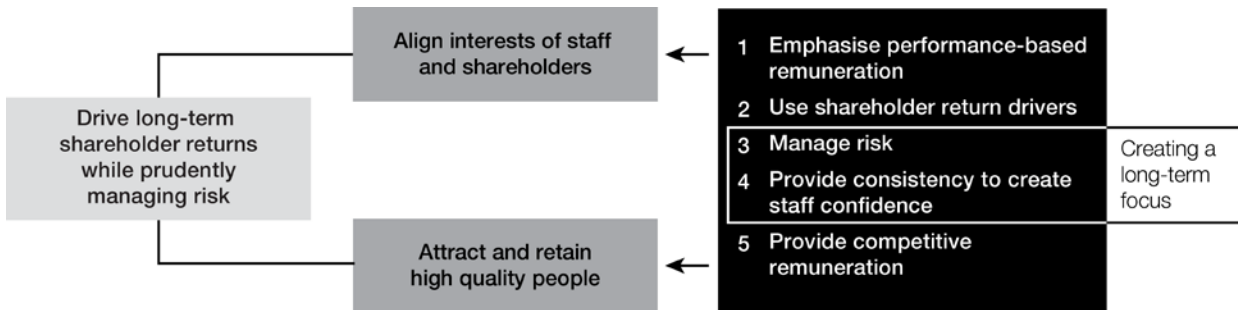 Drive long-term
shareholder returns
while prudently
managing risk
Align interests of staff
and shareholders
Attract and retain
high quality people
1 Emphasise performance-based
remuneration
2 Use shareholder return drivers
3 Manage risk
4 Provide consistency to create
staff confidence
5 Provide competitive
remuneration
Creating a
long-term
focus